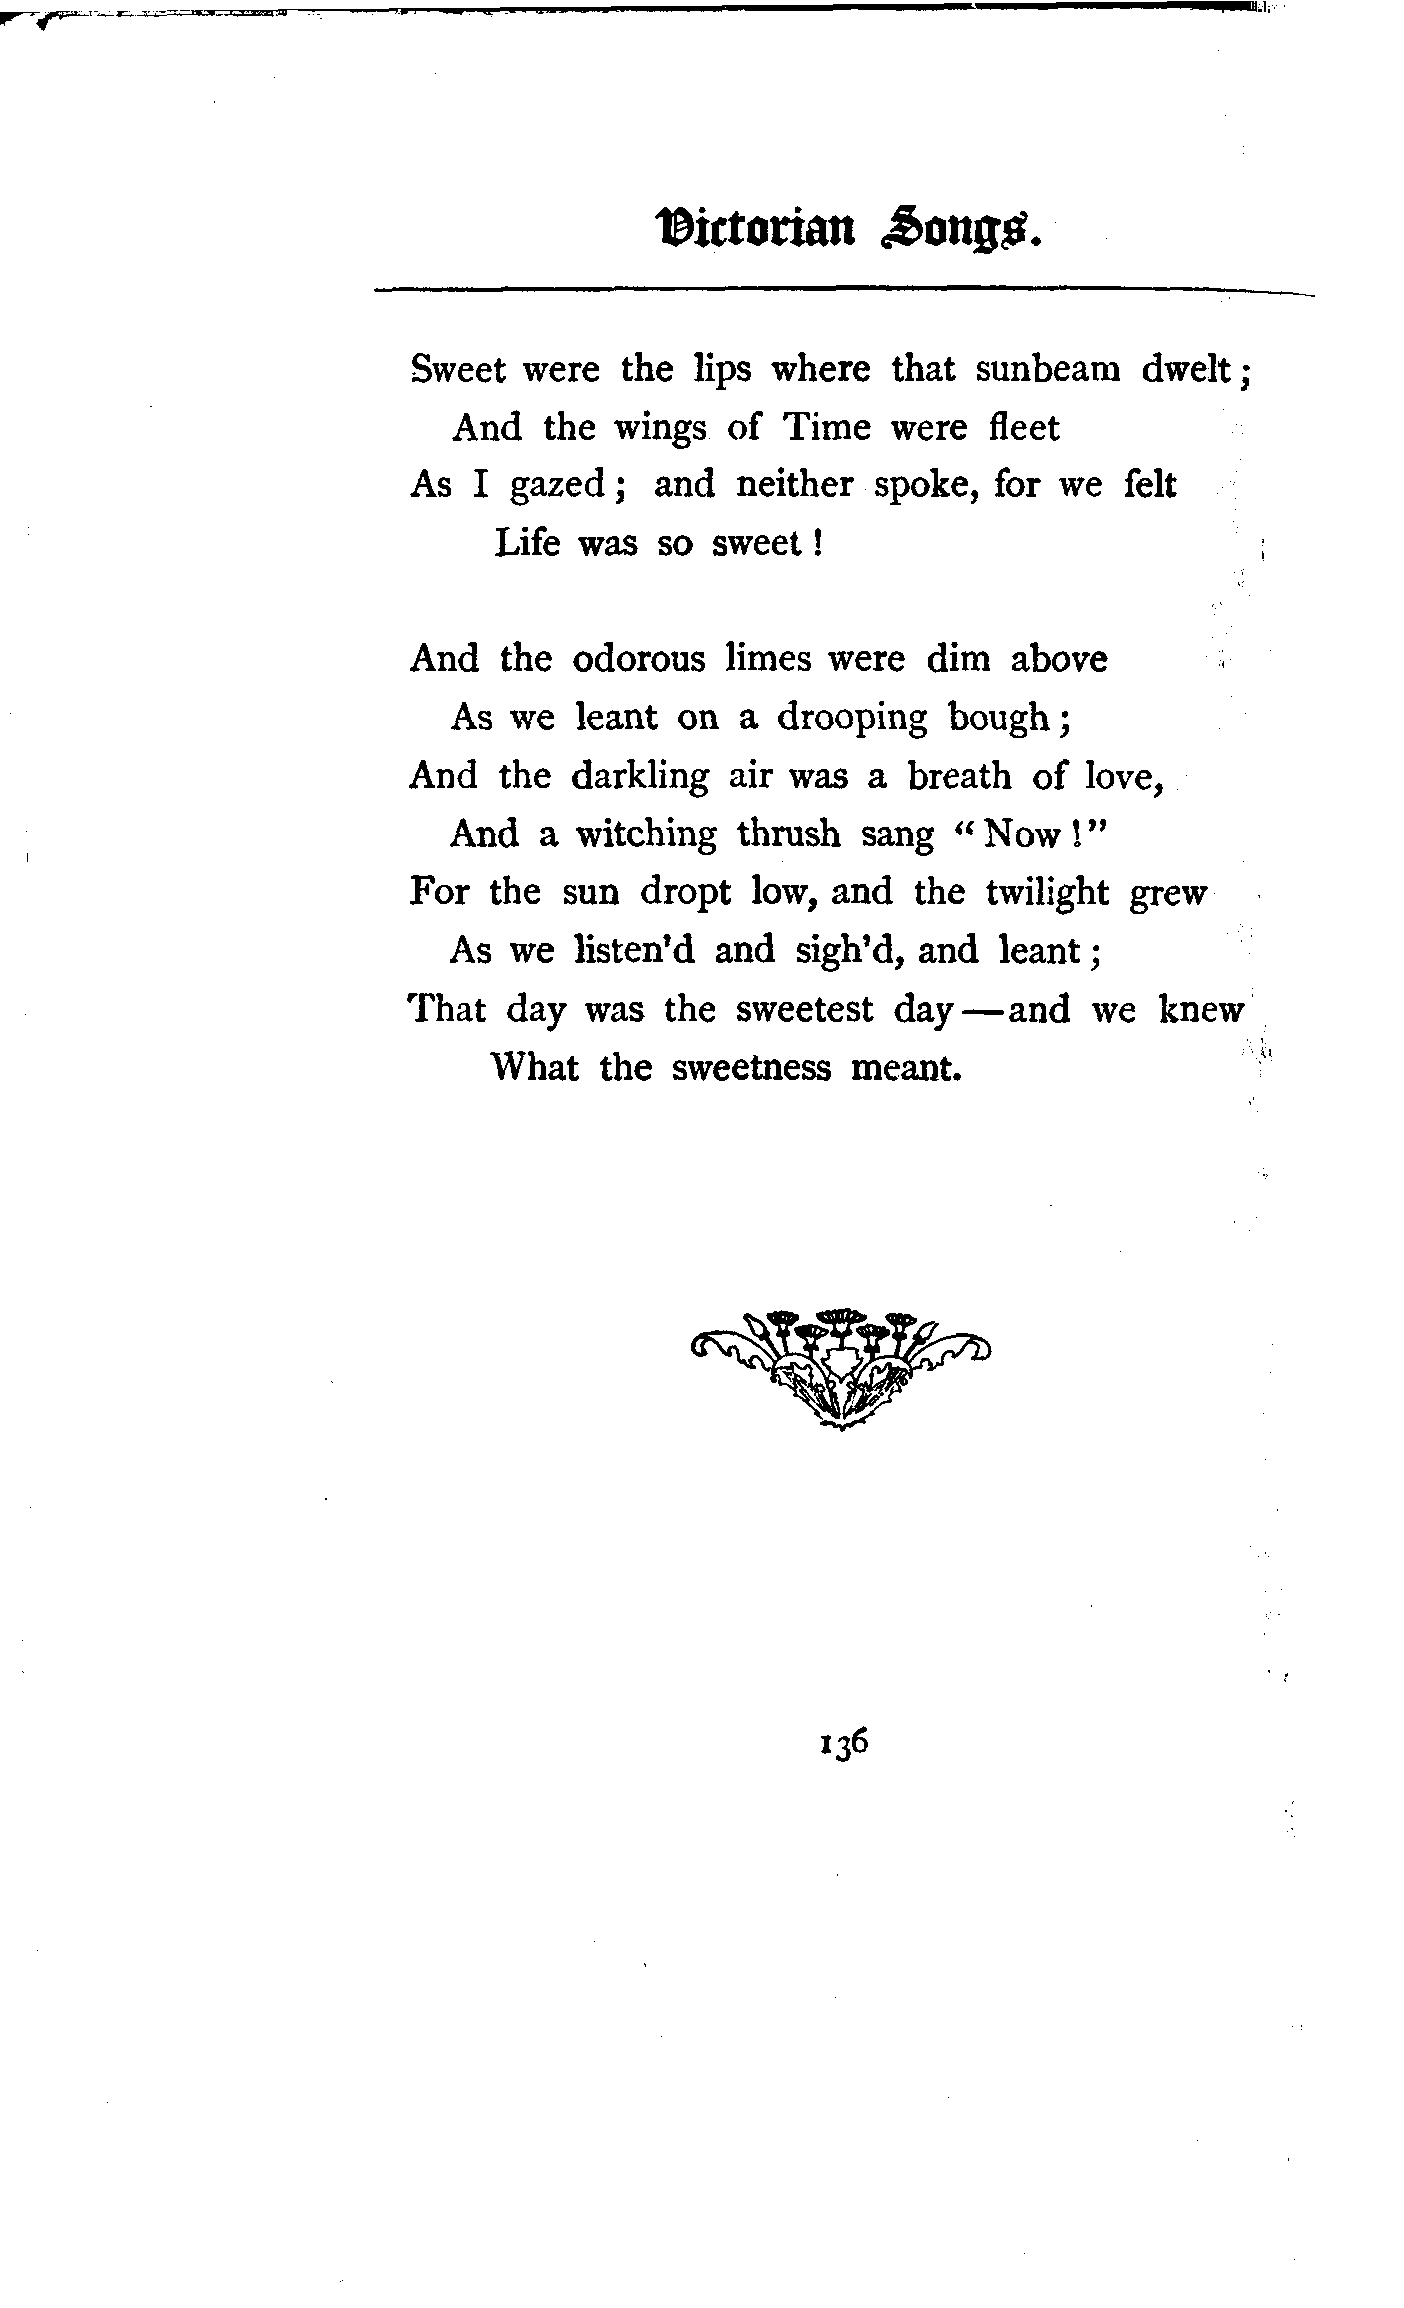 Victorian Songs.
Sweet were the lips where that sunbeam dwelt;
And the wings of Time were fleet
As I gazed; and neither spoke, for we felt
Life was so sweet!
And the odorous limes were dim above
As we leant on a drooping bough;
And the darkling air was a breath of love,
And a witching thrush sang "Now!"
For the sun dropt low, and the twilight grew
As we listen'd and sigh'd, and leant;
That day was the sweetest day—and we knew
What the sweetness meant.
136